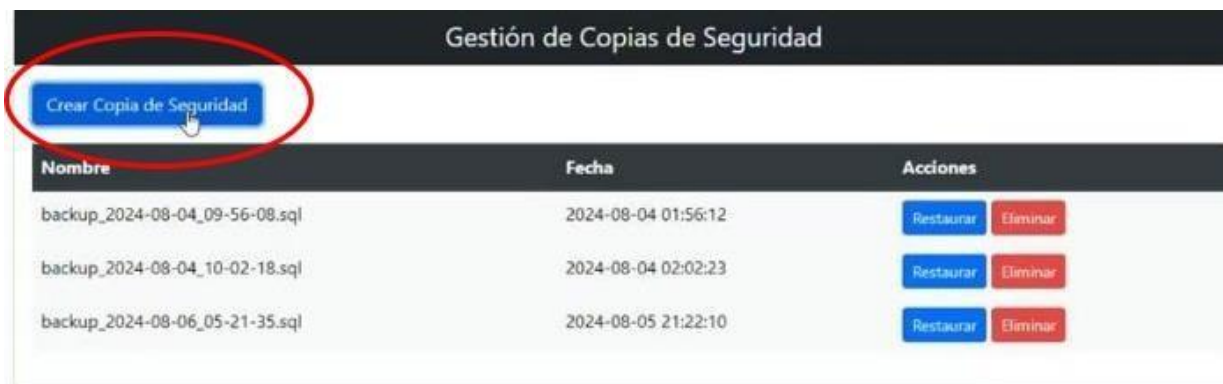 Gestión de Copias de Seguridad
Crear Copia de Seguridad
Nombre Fecha Acciones
backup_2024-08-04_09-56-08.sql 2024-08-04 01:56:12 Restaurar Eliminar
backup_2024-08-04_10-02-18.sql 2024-08-04 02:02:23 Restaurar Eliminar
backup_2024-08-06_05-21-35.sql 2024-08-05 21:22:10 Restaurar Eliminar